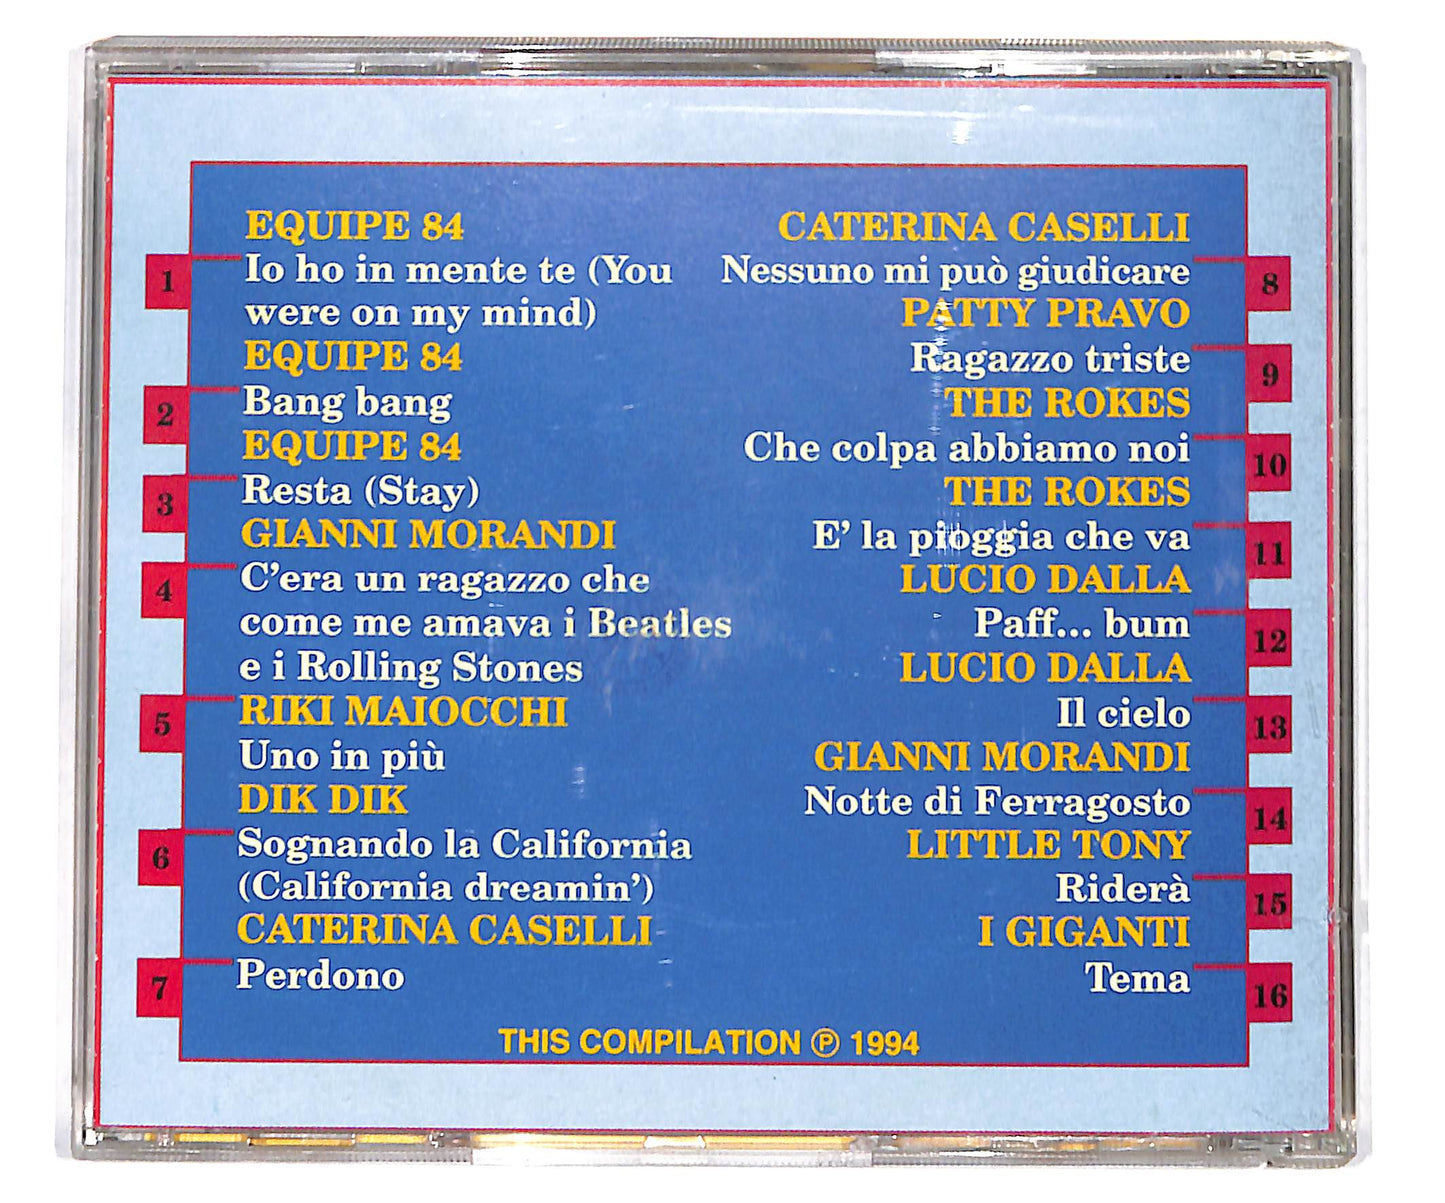 EQUIPE 84
1
Io ho in mente te (You
were on my mind)
EQUIPE 84
2
Bang bang
EQUIPE 84
3
Resta (Stay)
GIANNI MORANDI
4
C'era un ragazzo che
come me amava i Beatles
e i Rolling Stones
RIKI MAIOCCHI
5
Uno in più
DIK DIK
6
Sognando la California
(California dreamin')
CATERINA CASELLI
7
Perdono
CATERINA CASELLI
Nessuno mi può giudicare
8
PATTY PRAVO
Ragazzo triste
9
THE ROKES
Che colpa abbiamo noi
10
THE ROKES
E' la pioggia che va
11
LUCIO DALLA
Paff... bum
12
LUCIO DALLA
Il cielo
13
GIANNI MORANDI
Notte di Ferragosto
14
LITTLE TONY
Riderà
15
I GIGANTI
Tema
16
THIS COMPILATION ℗ 1994